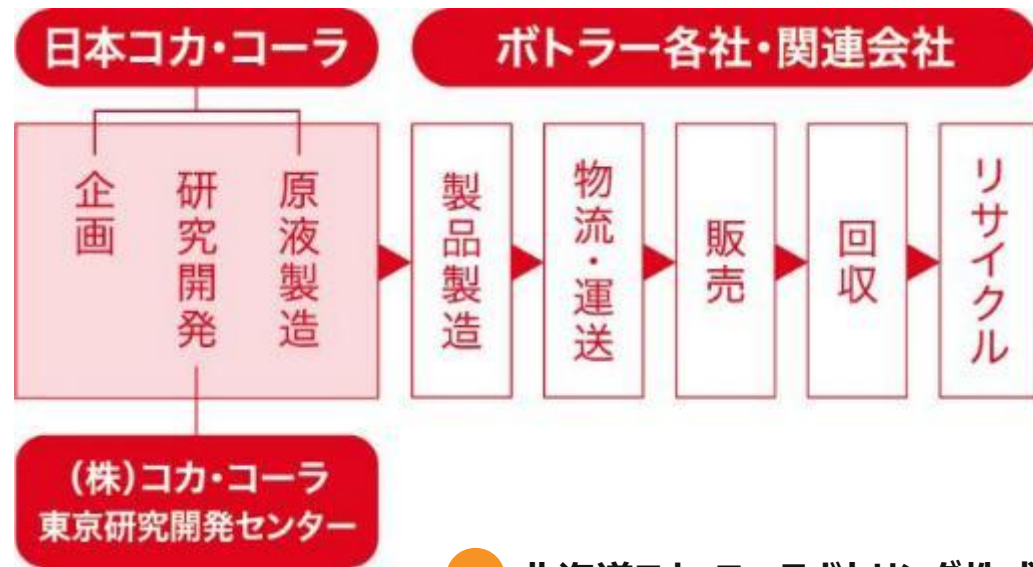 日本コカ・コーラ
ボトラー各社・関連会社
企画
研究開発
原液製造
製品製造
物流・運送
販売
回収
リサイクル
(株)コカ・コーラ
東京研究開発センター